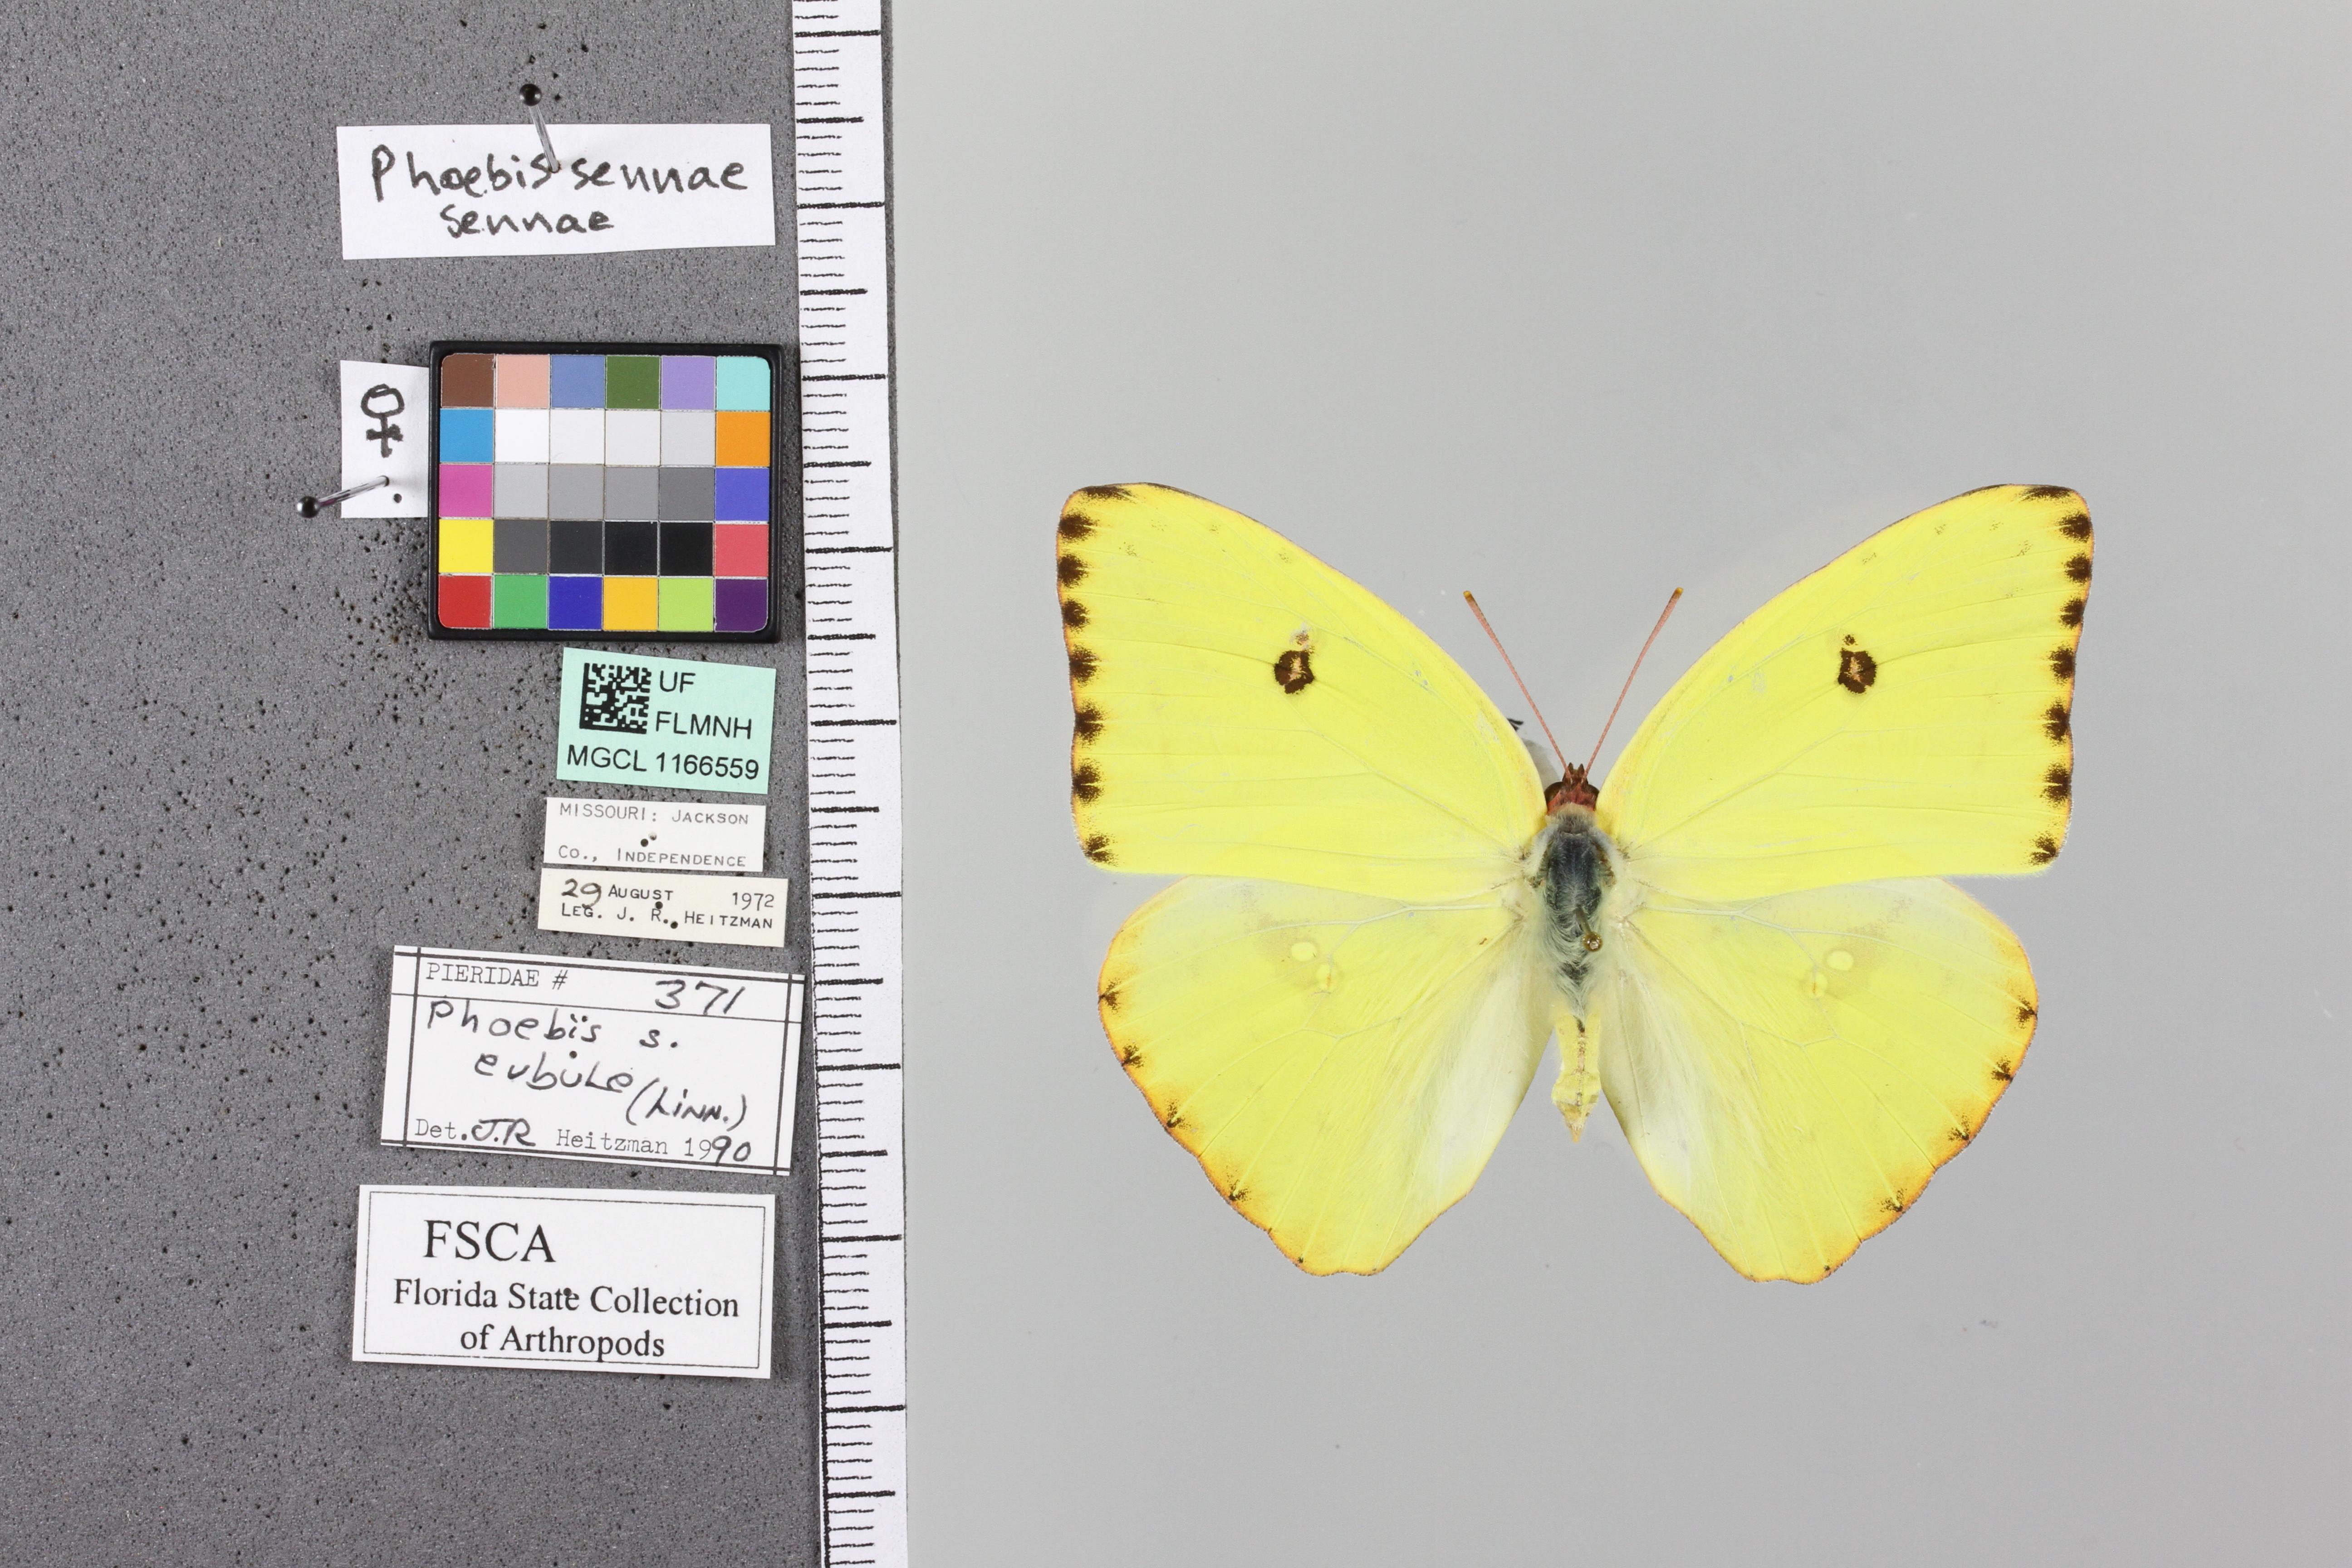 Phoebis sennae
sennae
♀
UF
FLMNH
MGCL 1166559
MISSOURI: JACKSON
CO., INDEPENDENCE
29 AUGUST 1972
LEG. J. R. HEITZMAN
PIERIDAE # 371
Phoebis s.
eubule (Linn.)
Det. J.R Heitzman 1990
FSCA
Florida State Collection
of Arthropods